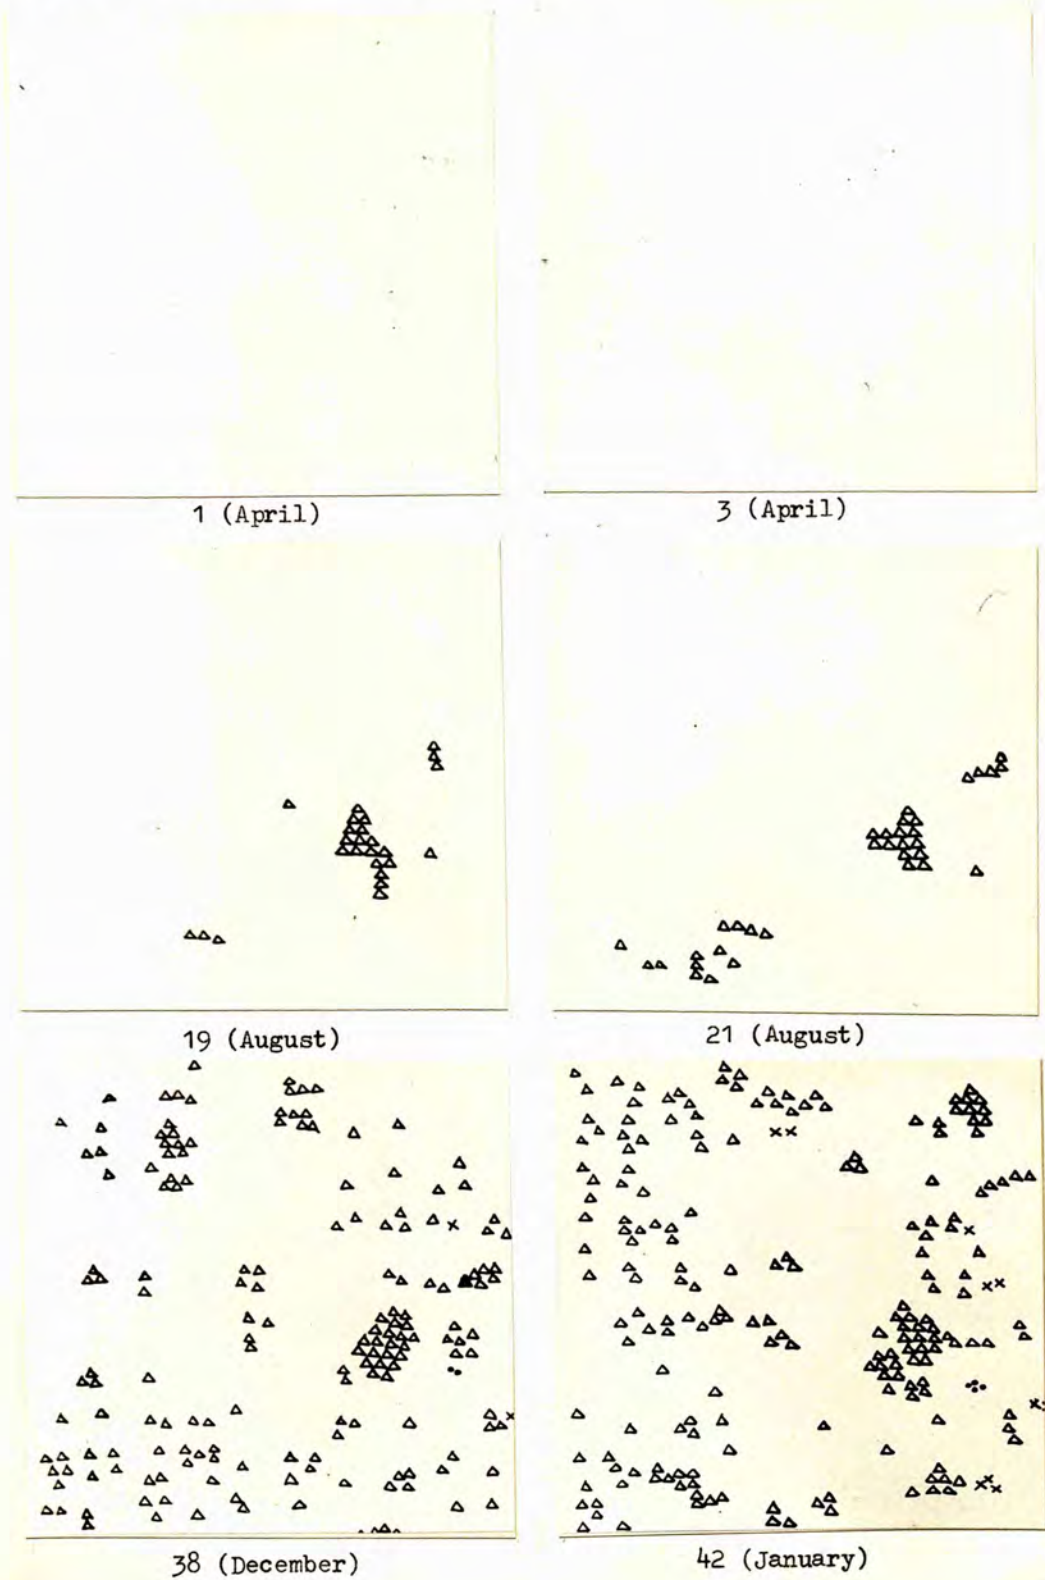 1 (April)
3 (April)
19 (August)
21 (August)
38 (December)
42 (January)